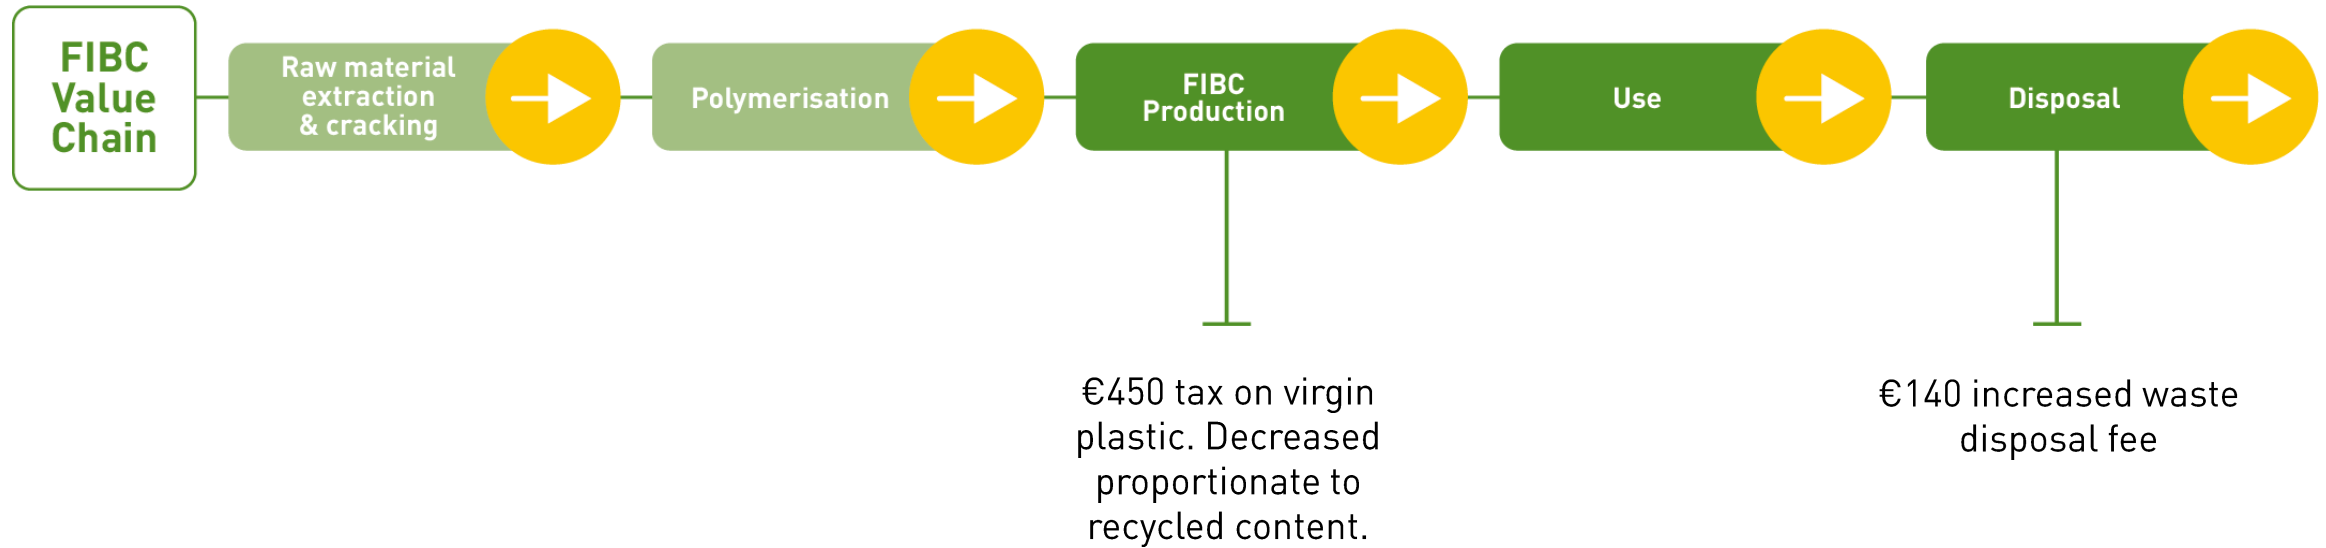 FIBC
Value
Chain
Raw material
extraction
& cracking
Polymerisation
FIBC
Production
Use
Disposal
€450 tax on virgin
plastic. Decreased
proportionate to
recycled content.
€140 increased waste
disposal fee